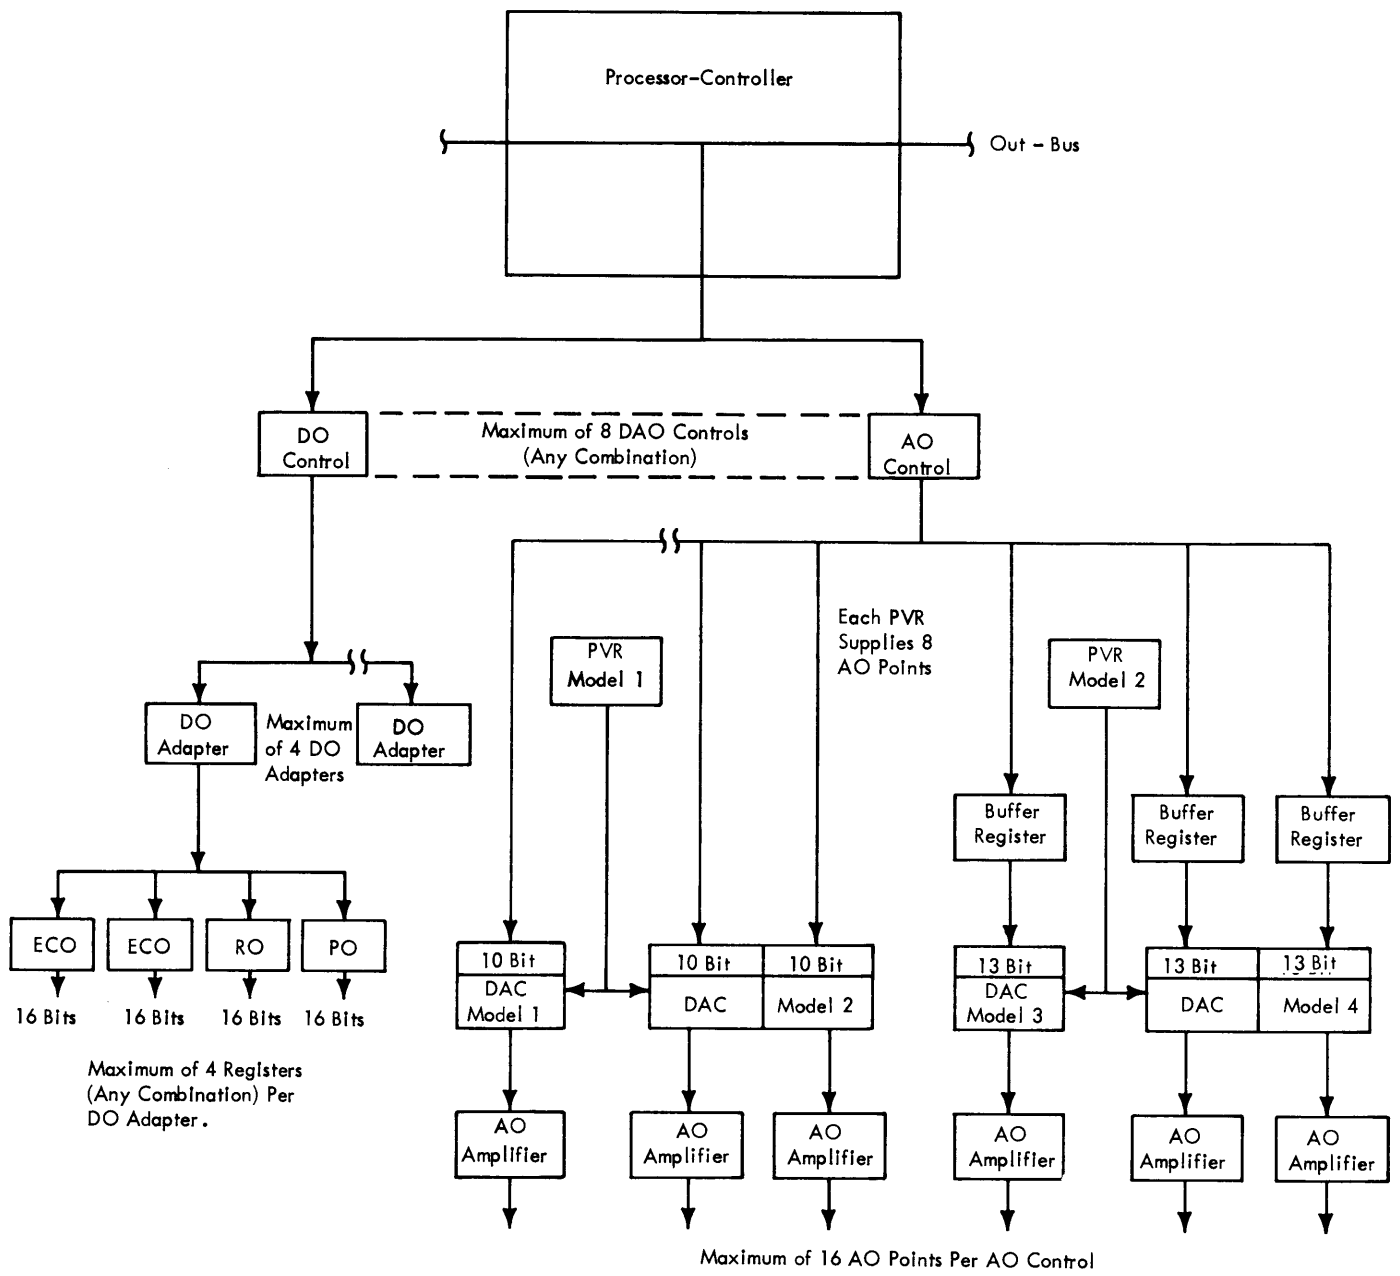 Processor-Controller
Out - Bus
DO
Control
Maximum of 8 DAO Controls
(Any Combination)
AO
Control
Each PVR
Supplies 8
AO Points
PVR
Model 1
PVR
Model 2
DO
Adapter
Maximum
of 4 DO
Adapters
DO
Adapter
Buffer
Register
Buffer
Register
Buffer
Register
ECO
ECO
RO
PO
16 Bits
16 Bits
16 Bits
16 Bits
Maximum of 4 Registers
(Any Combination) Per
DO Adapter.
10 Bit
DAC
Model 1
10 Bit
10 Bit
DAC
Model 2
13 Bit
DAC
Model 3
13 Bit
13 Bit
DAC
Model 4
AO
Amplifier
AO
Amplifier
AO
Amplifier
AO
Amplifier
AO
Amplifier
AO
Amplifier
Maximum of 16 AO Points Per AO Control